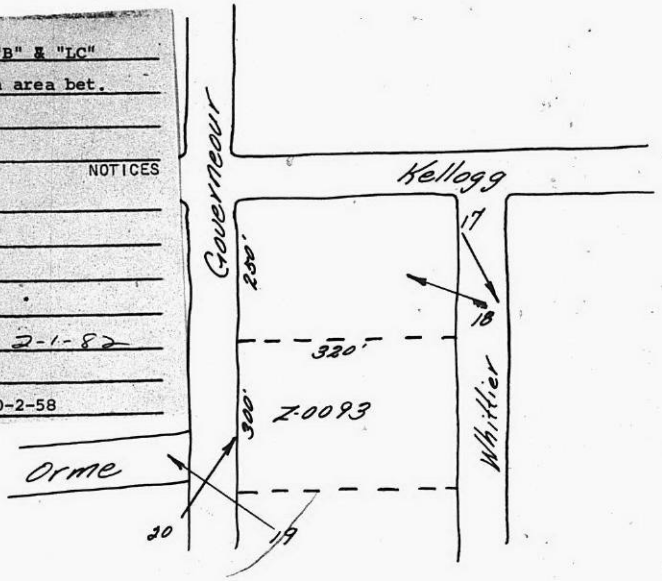 "B" & "LC"
area bet.
NOTICES
2-1-82
0-2-58
Governeour
Kellogg
17
250'
18
320'
300'
Z-0093
Whittier
Orme
20
19